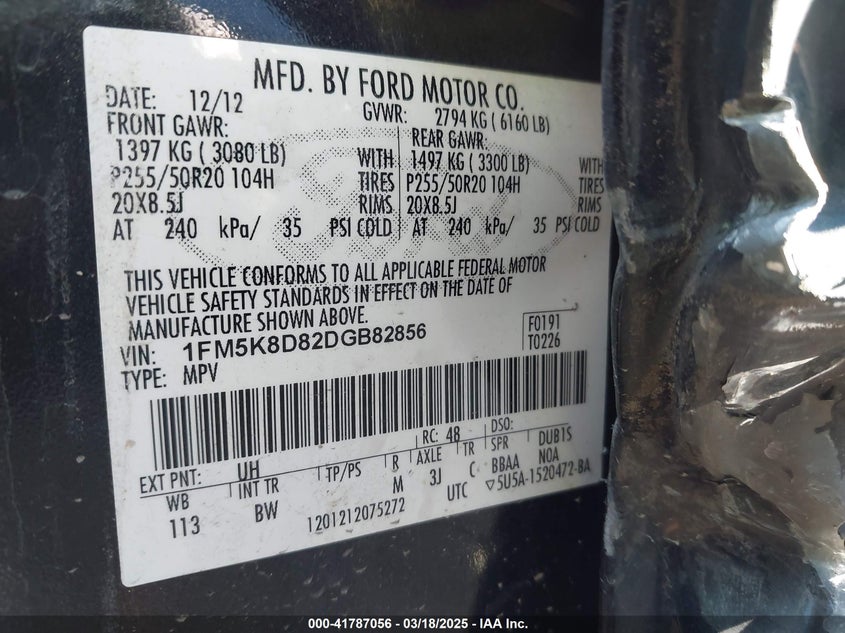 MFD. BY FORD MOTOR CO.
DATE: 12/12 GVWR: 2794 KG ( 6160 LB)
FRONT GAWR: REAR GAWR:
1397 KG ( 3080 LB) WITH 1497 KG ( 3300 LB) WITH
P255/50R20 104H TIRES P255/50R20 104H TIRES
20X8.5J RIMS 20X8.5J RIMS
AT 240 kPa/ 35 PSI COLD AT 240 kPa/ 35 PSI COLD
THIS VEHICLE CONFORMS TO ALL APPLICABLE FEDERAL MOTOR
VEHICLE SAFETY STANDARDS IN EFFECT ON THE DATE OF
MANUFACTURE SHOWN ABOVE.
VIN: 1FM5K8D82DGB82856 F0191
TYPE: MPV T0226
RC: 48 DSO:
EXT PNT: UH
WB INT TR TP/PS R AXLE TR SPR DUB1S
113 BW M 3J C BBAA NOA
1201212075272 UTC ▽5U5A-1520472-BA
000-41787056 — 03/18/2025 — IAA Inc.